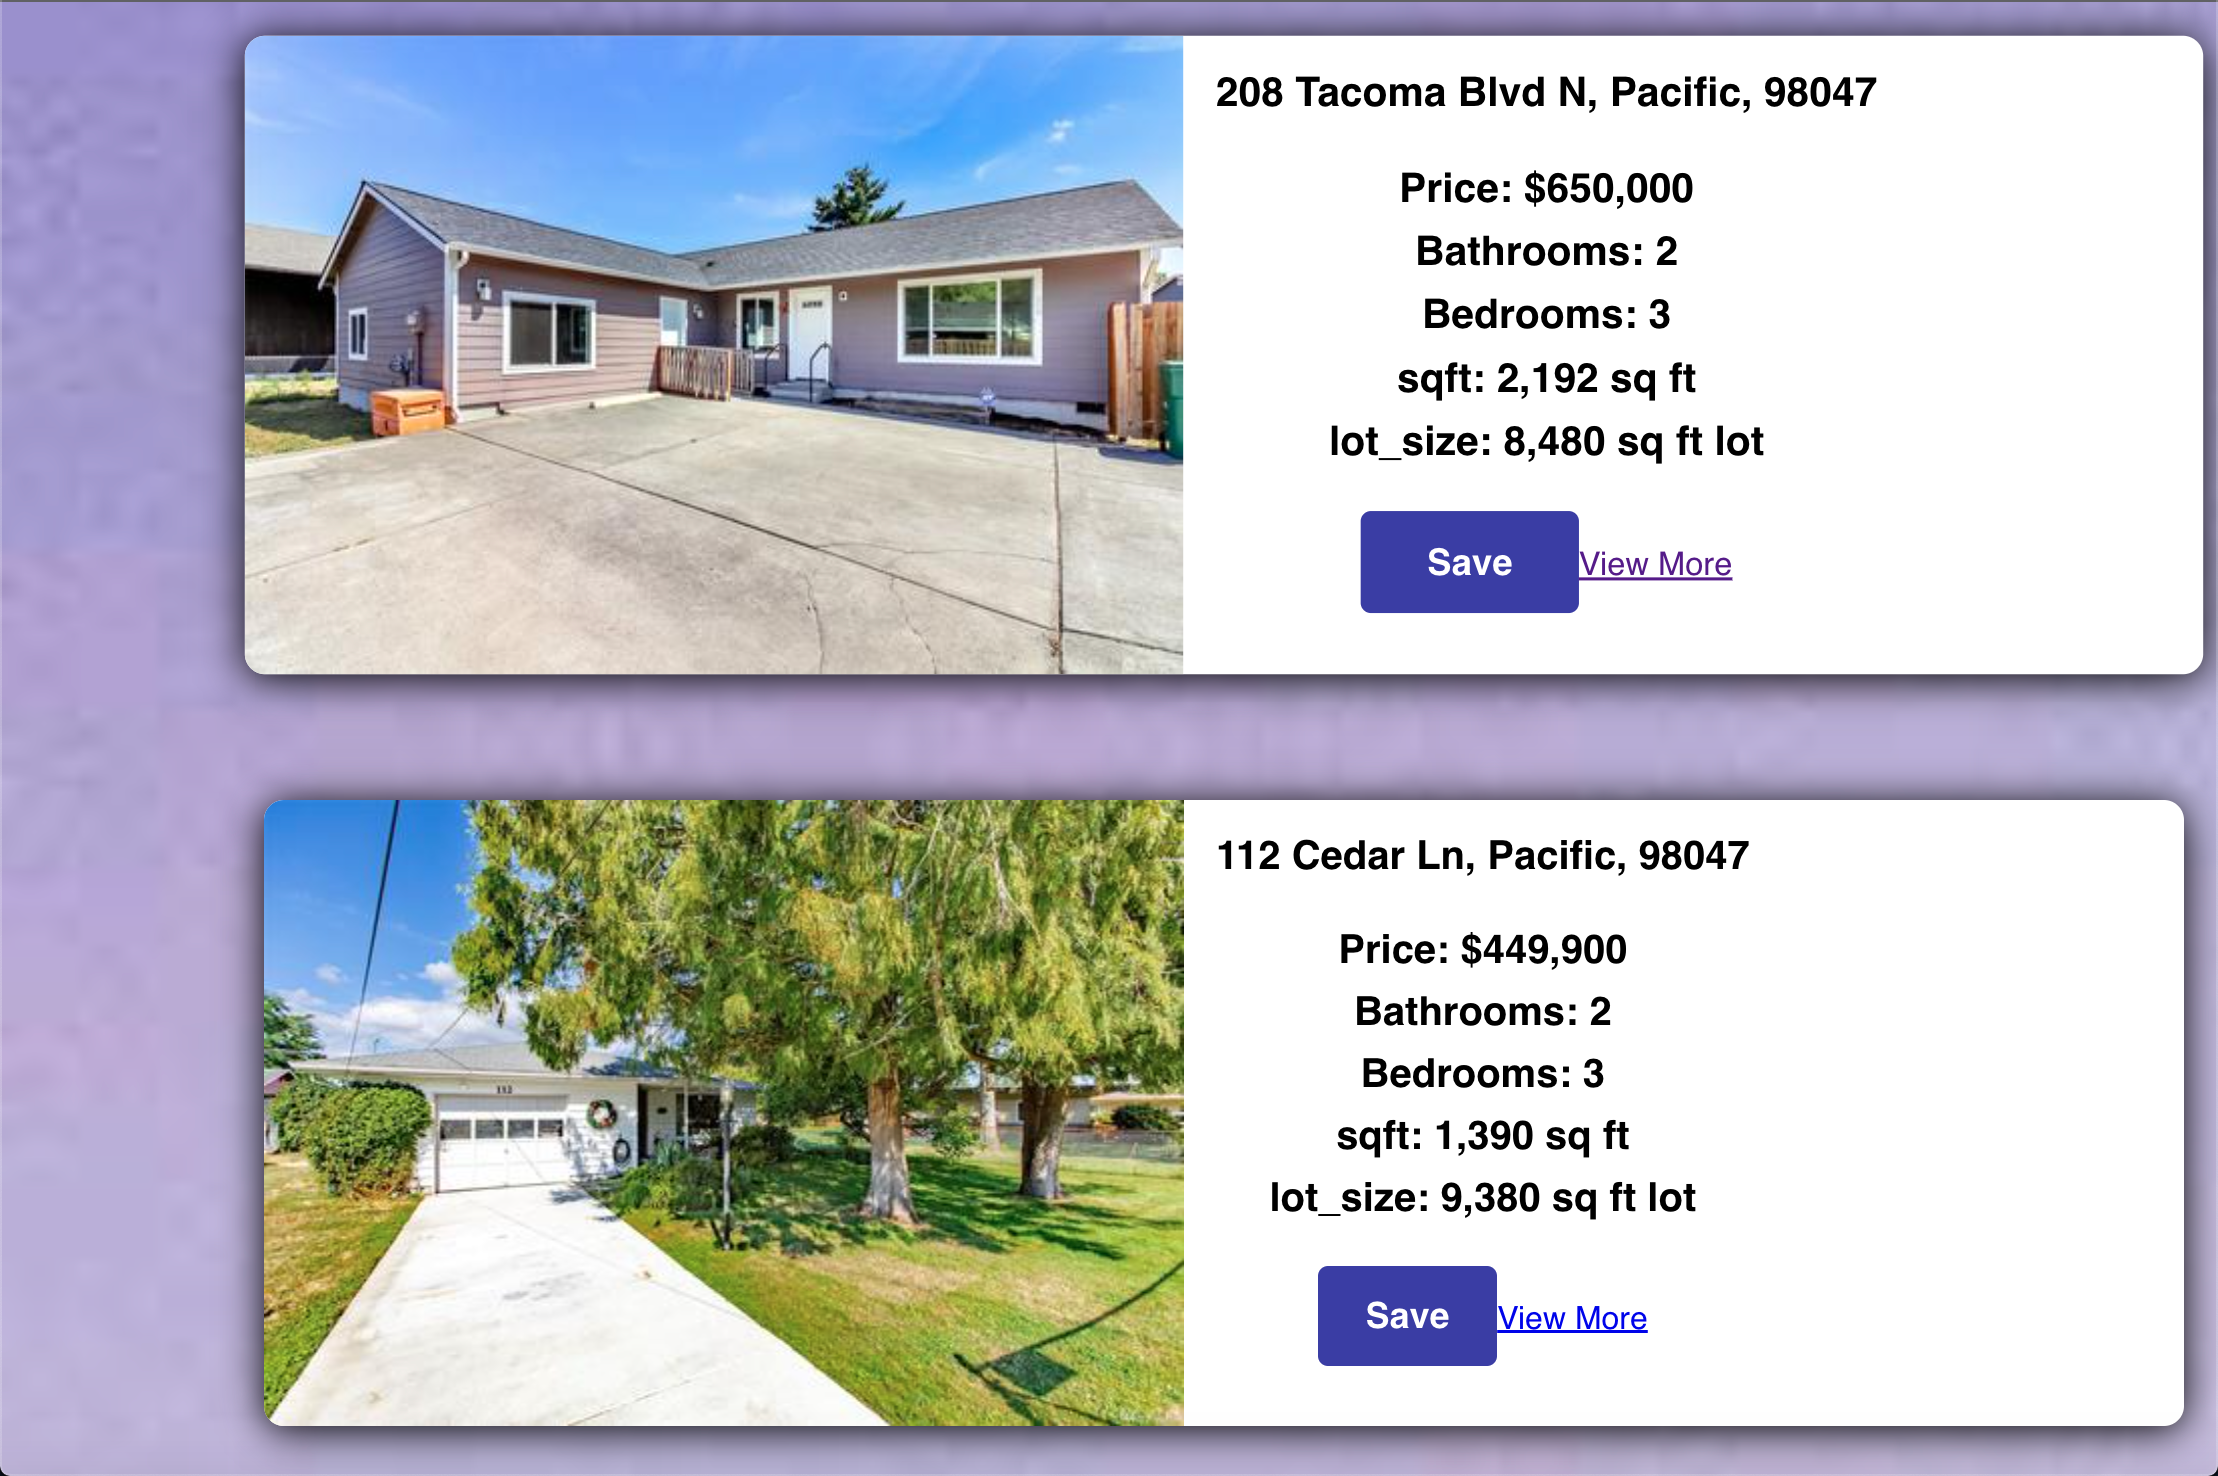 208 Tacoma Blvd N, Pacific, 98047
Price: $650,000
Bathrooms: 2
Bedrooms: 3
sqft: 2,192 sq ft
lot_size: 8,480 sq ft lot
Save View More
112 Cedar Ln, Pacific, 98047
Price: $449,900
Bathrooms: 2
Bedrooms: 3
sqft: 1,390 sq ft
lot_size: 9,380 sq ft lot
112
Save View More